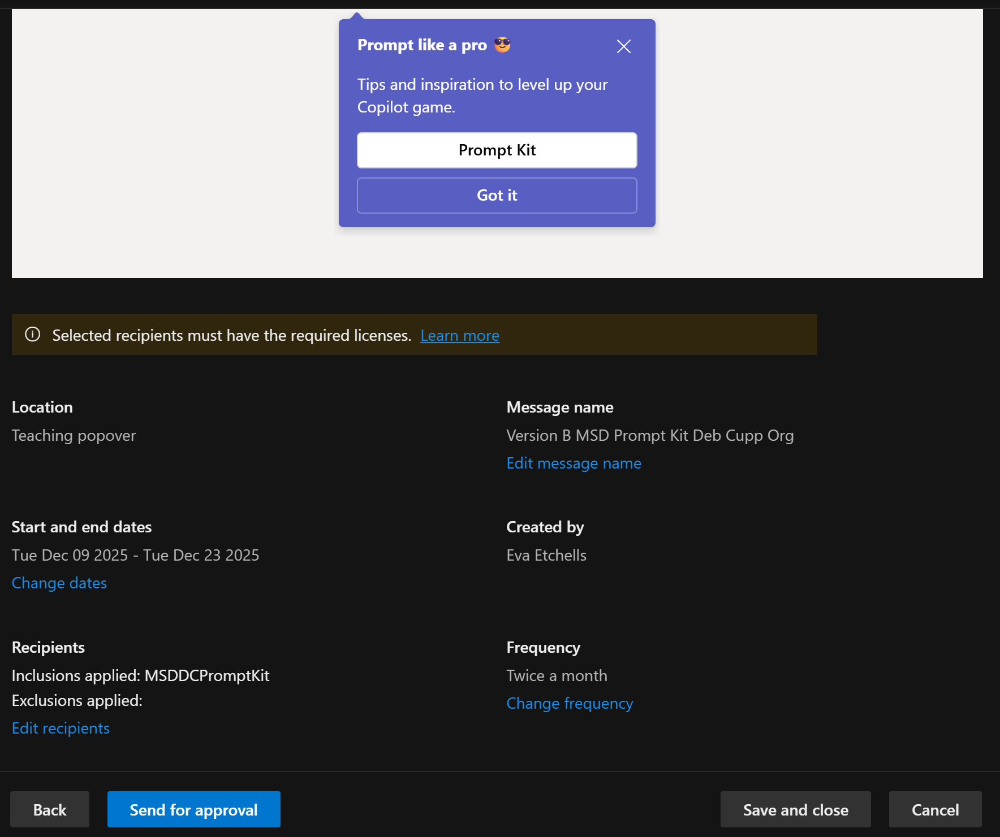 Prompt like a pro 😎
Tips and inspiration to level up your
Copilot game.
Prompt Kit
Got it
Selected recipients must have the required licenses. Learn more
Location
Teaching popover
Message name
Version B MSD Prompt Kit Deb Cupp Org
Edit message name
Start and end dates
Tue Dec 09 2025 - Tue Dec 23 2025
Change dates
Created by
Eva Etchells
Recipients
Inclusions applied: MSDDCPromptKit
Exclusions applied:
Edit recipients
Frequency
Twice a month
Change frequency
Back
Send for approval
Save and close
Cancel